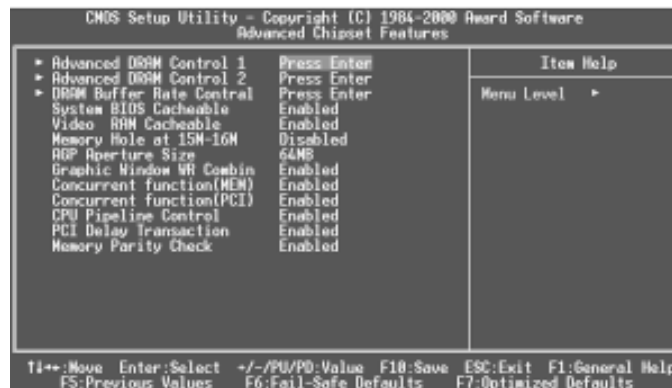 CMOS Setup Utility - Copyright (C) 1984-2000 Award Software
Advanced Chipset Features
► Advanced DRAM Control 1 Press Enter
► Advanced DRAM Control 2 Press Enter
► DRAM Buffer Rate Contral Press Enter
System BIOS Cacheable Enabled
Video RAM Cacheable Enabled
Memory Hole at 15M-16M Disabled
AGP Aperture Size 64MB
Graphic Window WR Combin Enabled
Concurrent function(MEM) Enabled
Concurrent function(PCI) Enabled
CPU Pipeline Control Enabled
PCI Delay Transaction Enabled
Memory Parity Check Enabled
Item Help
Menu Level ►
↑↓←→:Move Enter:Select +/-/PU/PD:Value F10:Save ESC:Exit F1:General Help
F5:Previous Values F6:Fail-Safe Defaults F7:Optimized Defaults